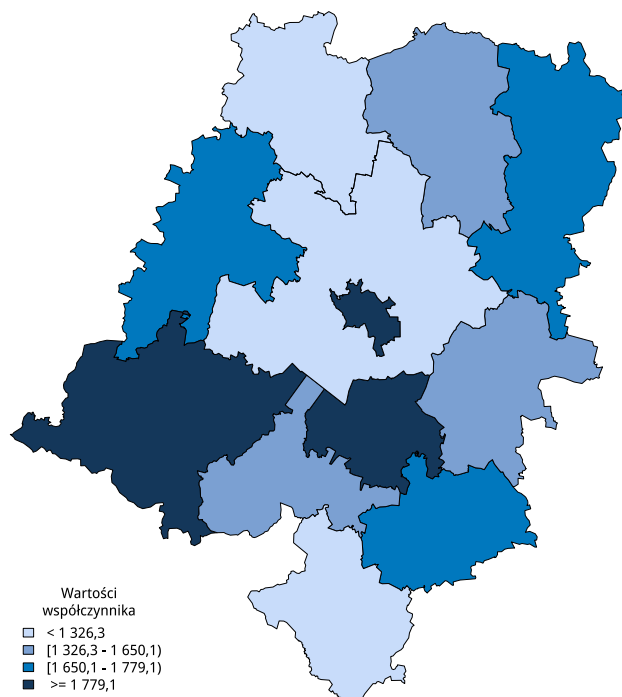 Wartości
współczynnika
< 1 326,3
[1 326,3 - 1 650,1)
[1 650,1 - 1 779,1)
>= 1 779,1